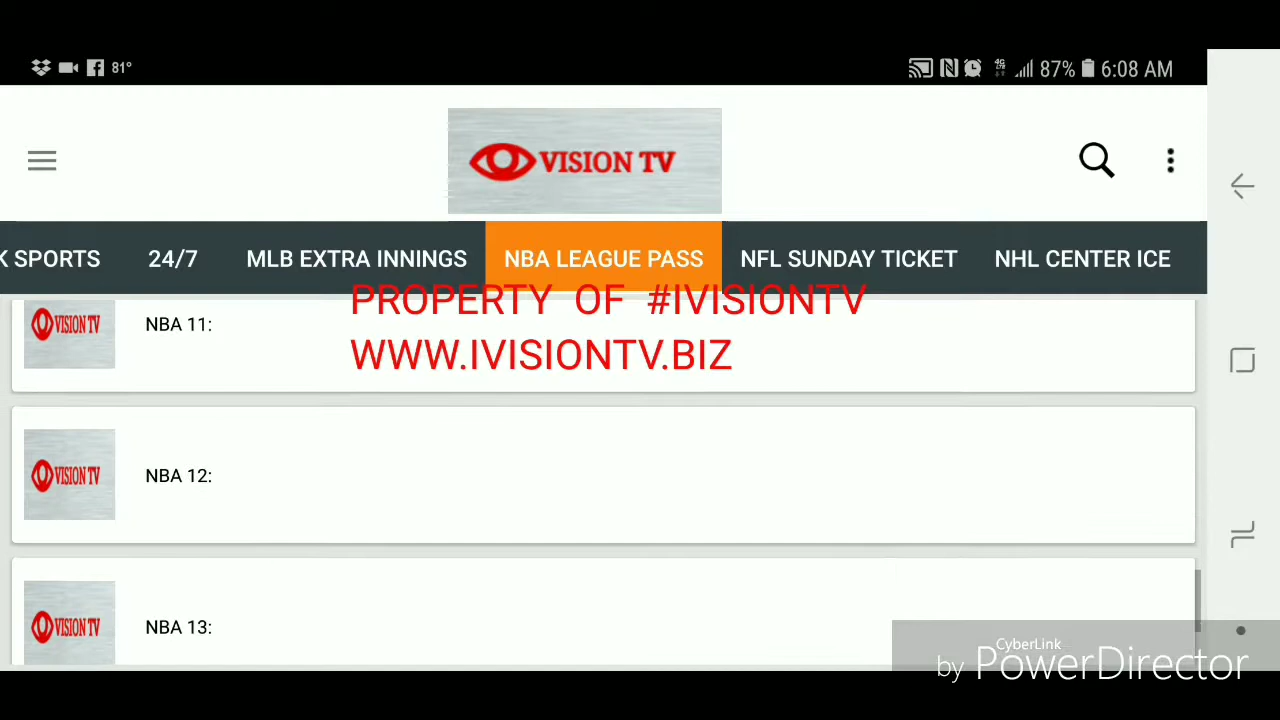 81°
87% 6:08 AM
VISION TV
K SPORTS 24/7 MLB EXTRA INNINGS NBA LEAGUE PASS NFL SUNDAY TICKET NHL CENTER ICE
PROPERTY OF #IVISIONTV
WWW.IVISIONTV.BIZ
VISION TV NBA 11:
VISION TV NBA 12:
VISION TV NBA 13:
CyberLink
by PowerDirector